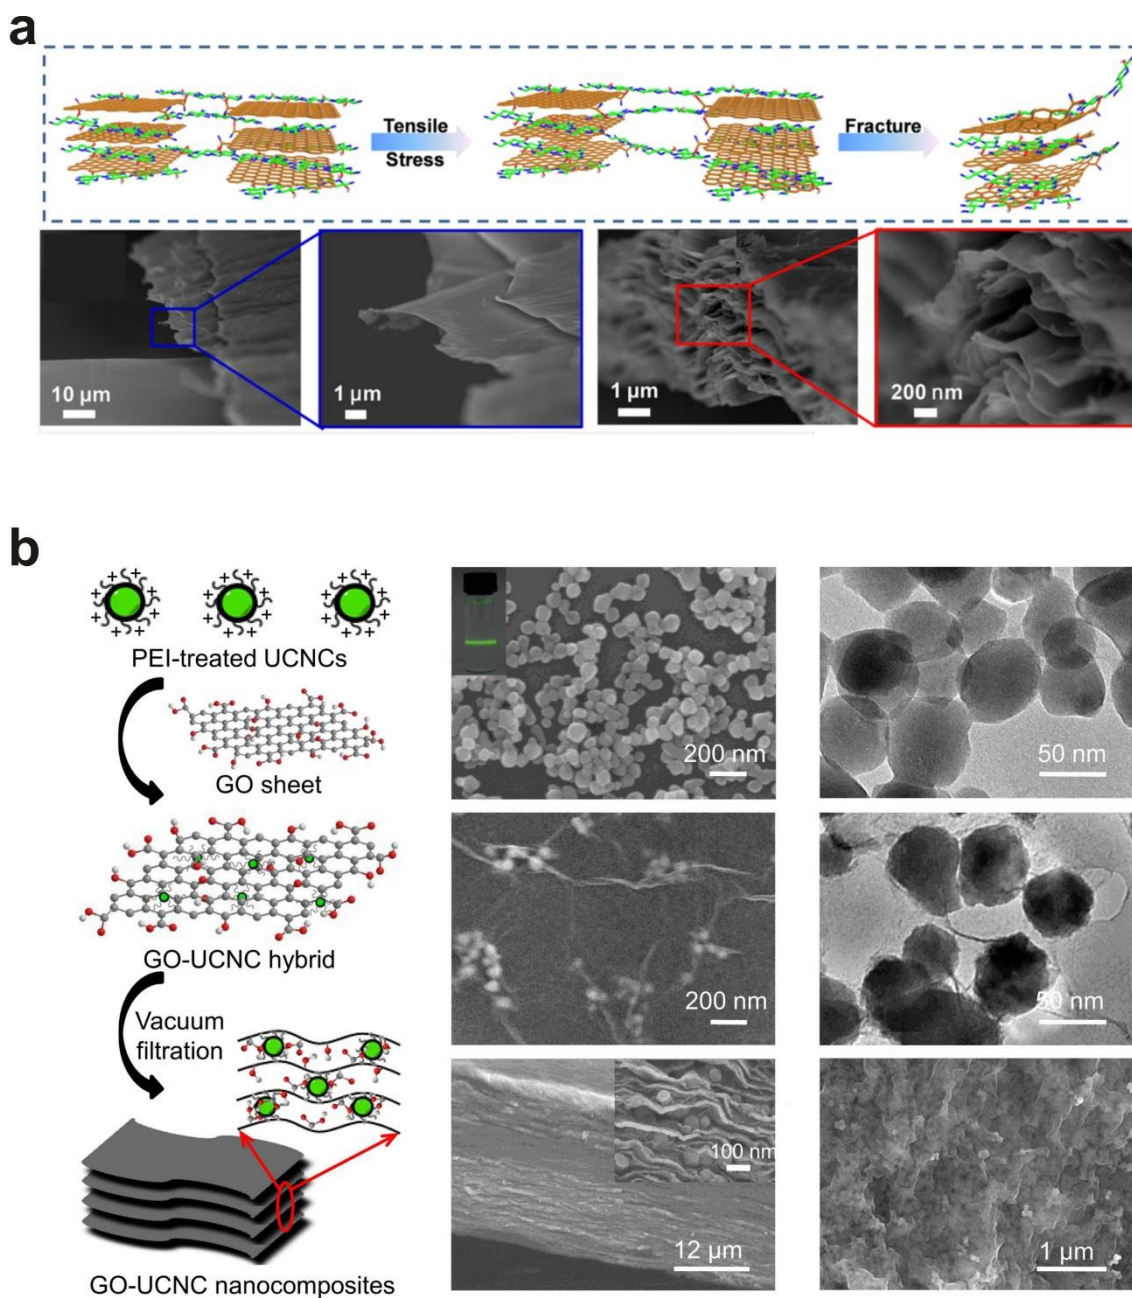 a
Tensile
Stress
Fracture
10 µm
1 µm
1 µm
200 nm
b
+ + + + + +
+ + + + + +
+ + + + + +
PEI-treated UCNCs
GO sheet
GO-UCNC hybrid
Vacuum
filtration
GO-UCNC nanocomposites
200 nm
50 nm
200 nm
50 nm
100 nm
12 µm
1 µm